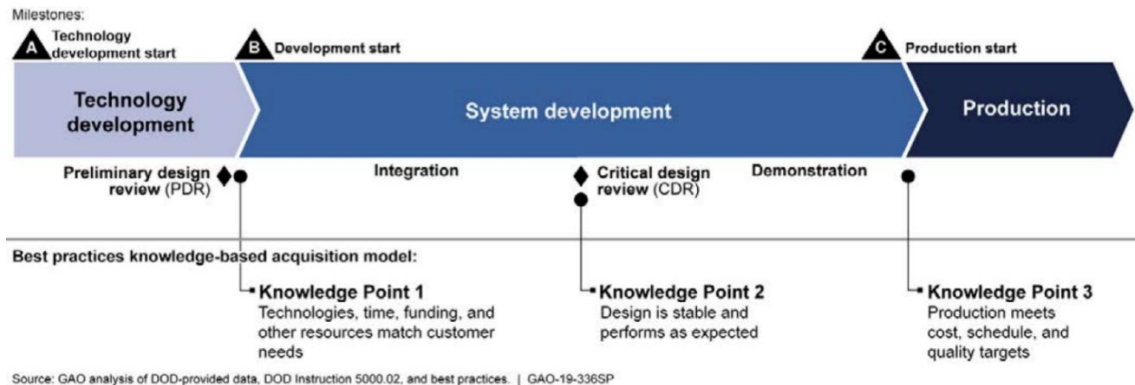 Milestones:
A
Technology
development start
B
Development start
C
Production start
Technology
development
System development
Production
Preliminary design
review (PDR)
Integration
Critical design
review (CDR)
Demonstration
Best practices knowledge-based acquisition model:
Knowledge Point 1
Technologies, time, funding, and
other resources match customer
needs
Knowledge Point 2
Design is stable and
performs as expected
Knowledge Point 3
Production meets
cost, schedule, and
quality targets
Source: GAO analysis of DOD-provided data, DOD Instruction 5000.02, and best practices. | GAO-19-336SP